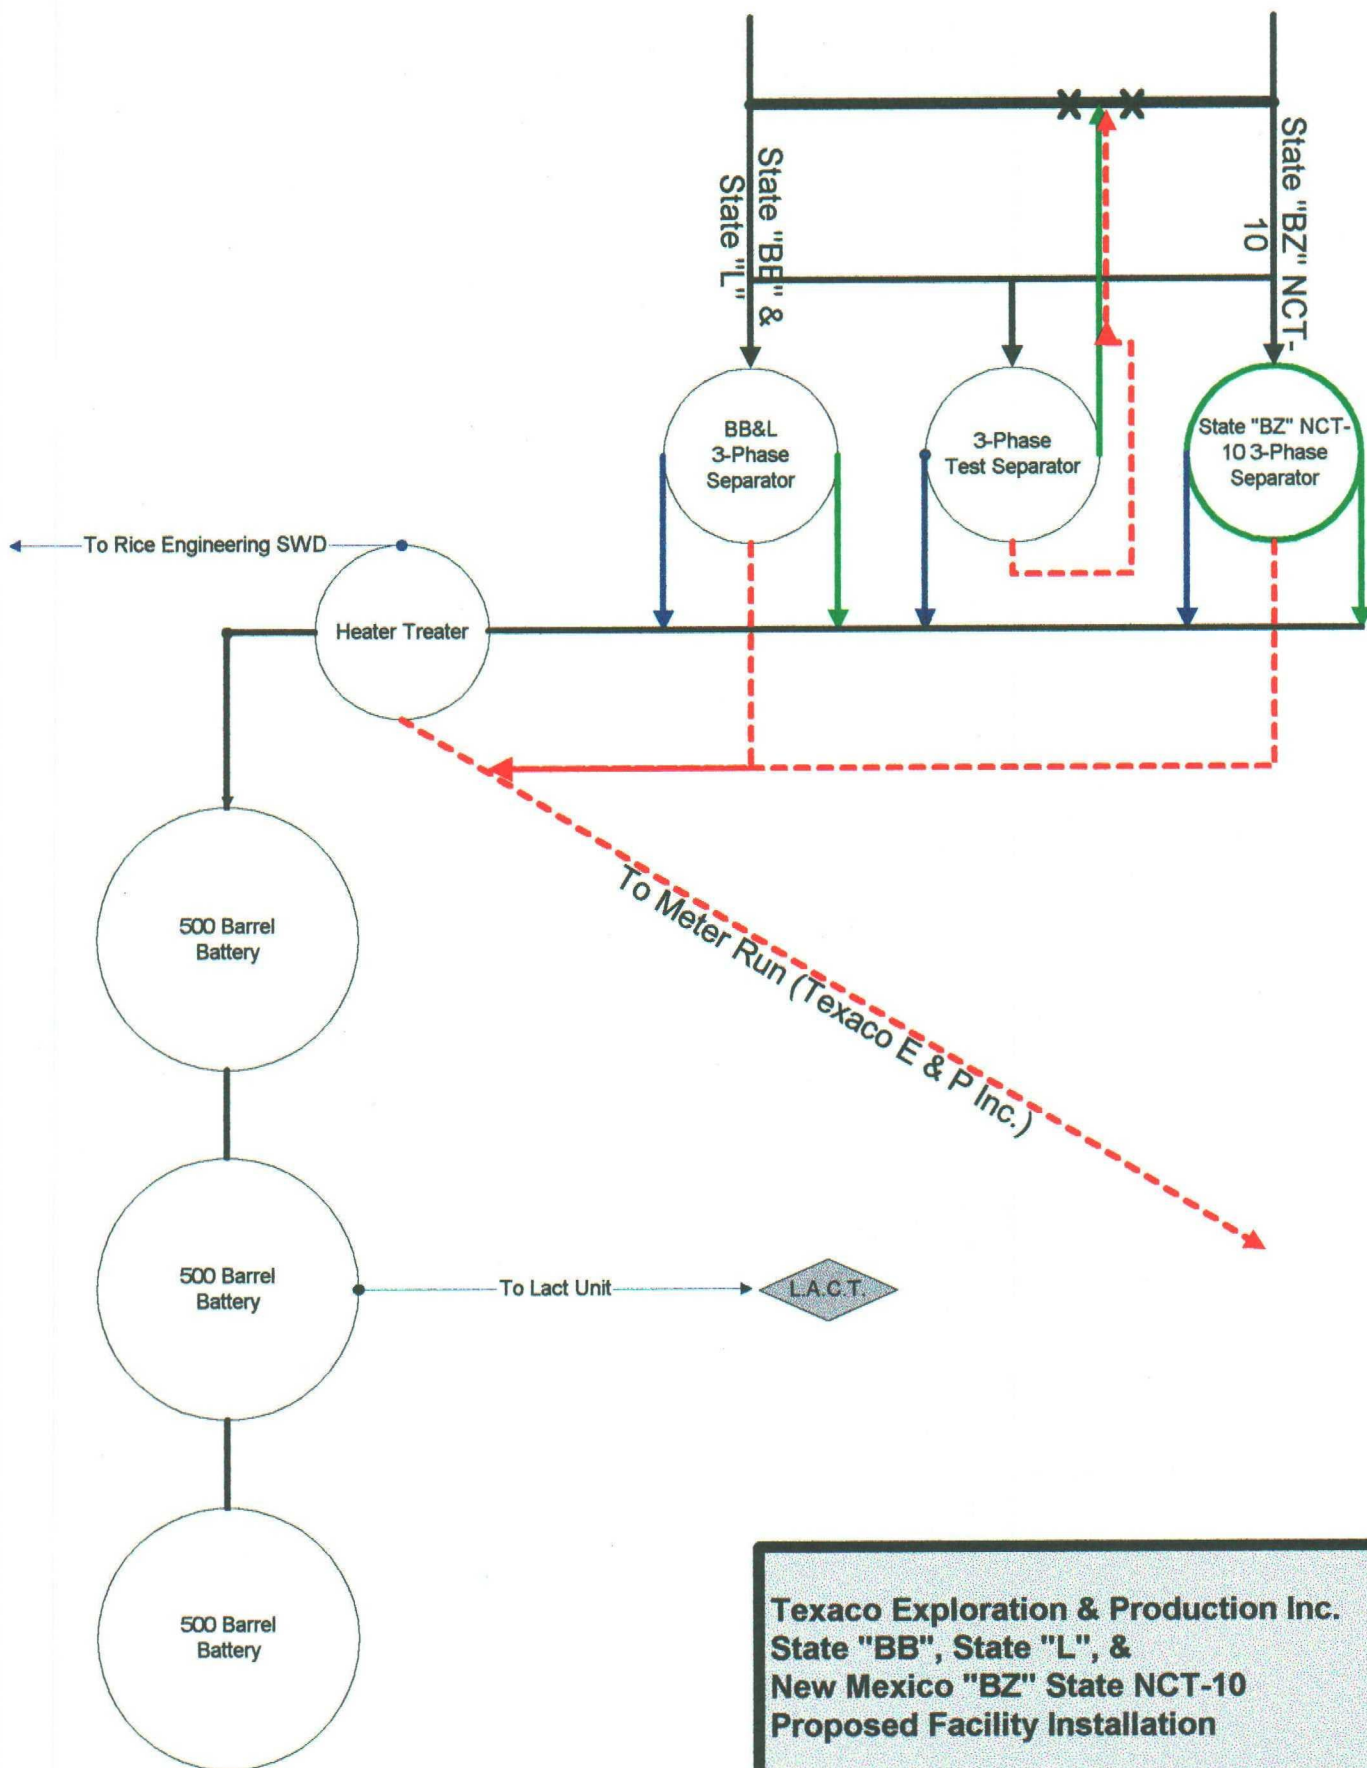 State "BB" &
State "L"
State "BZ" NCT-
10
BB&L
3-Phase
Separator
3-Phase
Test Separator
State "BZ" NCT-
10 3-Phase
Separator
To Rice Engineering SWD
Heater Treater
To Meter Run (Texaco E & P Inc.)
500 Barrel
Battery
500 Barrel
Battery
To Lact Unit
L.A.C.T.
500 Barrel
Battery
Texaco Exploration & Production Inc.
State "BB", State "L", &
New Mexico "BZ" State NCT-10
Proposed Facility Installation